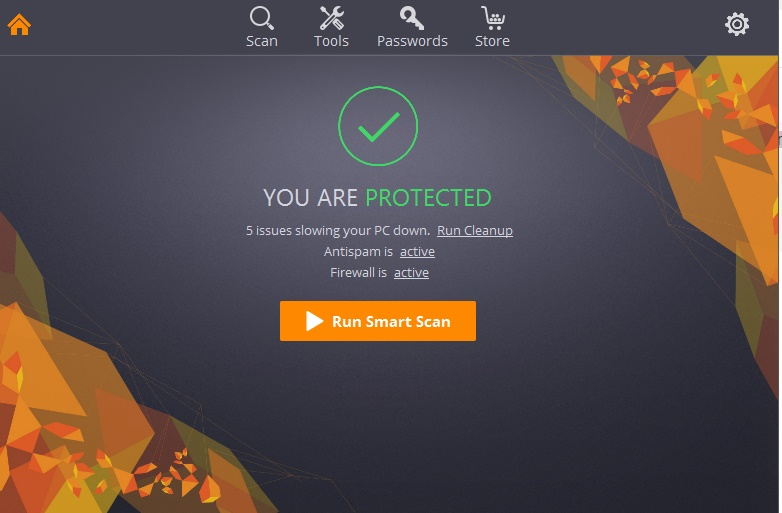 Scan Tools Passwords Store
YOU ARE PROTECTED
5 issues slowing your PC down. Run Cleanup
Antispam is active
Firewall is active
Run Smart Scan